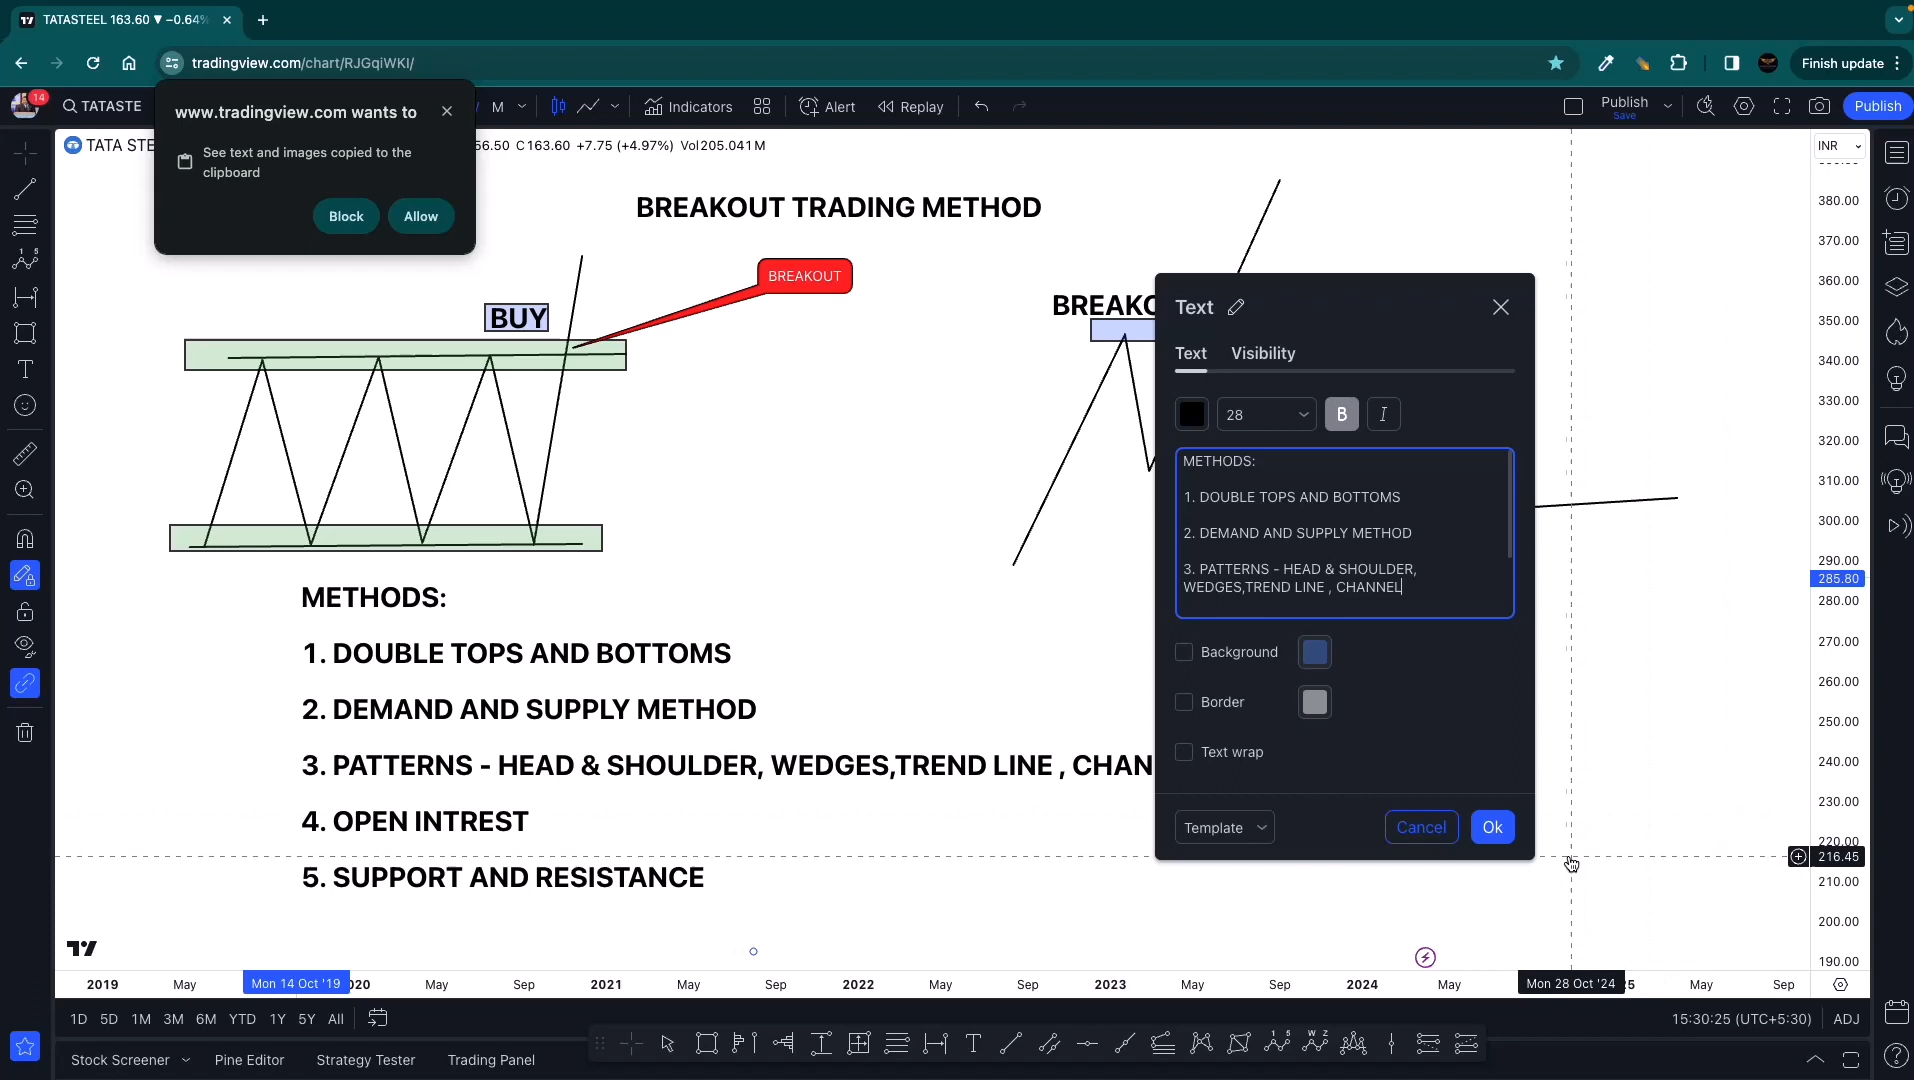 TATASTEEL 163.60 ▼ −0.64%
tradingview.com/chart/RJGqiWKI/
Finish update
14
TATASTE
M
Indicators
Alert
Replay
Publish
Save
Publish
www.tradingview.com wants to
See text and images copied to the
clipboard
Block
Allow
TATA STE
56.50 C163.60 +7.75 (+4.97%) Vol205.041M
INR
BREAKOUT TRADING METHOD
BREAKOUT
BUY
BREAKO
METHODS:
1. DOUBLE TOPS AND BOTTOMS
2. DEMAND AND SUPPLY METHOD
3. PATTERNS - HEAD & SHOULDER, WEDGES,TREND LINE , CHAN
4. OPEN INTREST
5. SUPPORT AND RESISTANCE
Text
Text Visibility
28 B I
METHODS:
1. DOUBLE TOPS AND BOTTOMS
2. DEMAND AND SUPPLY METHOD
3. PATTERNS - HEAD & SHOULDER,
WEDGES,TREND LINE , CHANNEL
Background
Border
Text wrap
Template
Cancel
Ok
380.00
370.00
360.00
350.00
340.00
330.00
320.00
310.00
300.00
290.00
285.80
280.00
270.00
260.00
250.00
240.00
230.00
220.00
216.45
210.00
200.00
190.00
2019 May Mon 14 Oct '19 020 May Sep 2021 May Sep 2022 May Sep 2023 May Sep 2024 May Mon 28 Oct '24 25 May Sep
1D 5D 1M 3M 6M YTD 1Y 5Y All
15:30:25 (UTC+5:30) ADJ
Stock Screener Pine Editor Strategy Tester Trading Panel